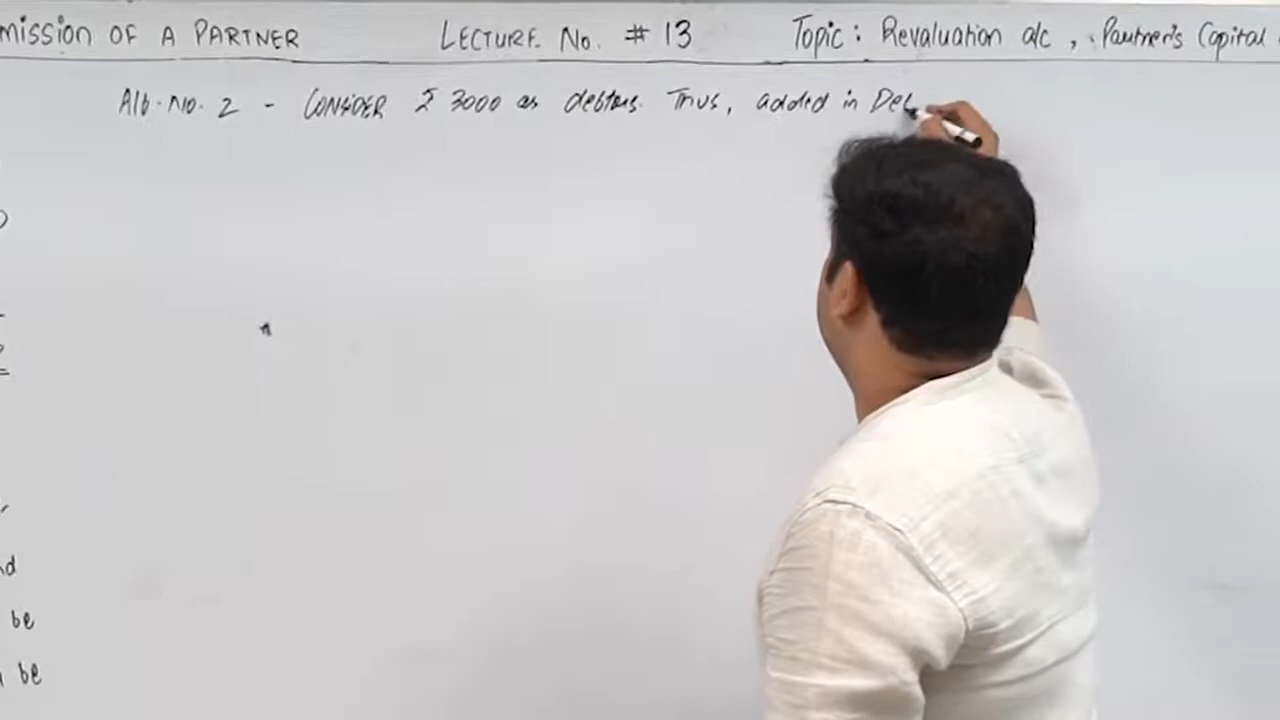 mission OF A PARTNER LECTURE No. # 13 Topic: Revaluation a/c, Partner's Capital
Alt. No. 2 - CONSIDER ₹ 3000 as debtors. Thus, added in Deb
nd
be
be